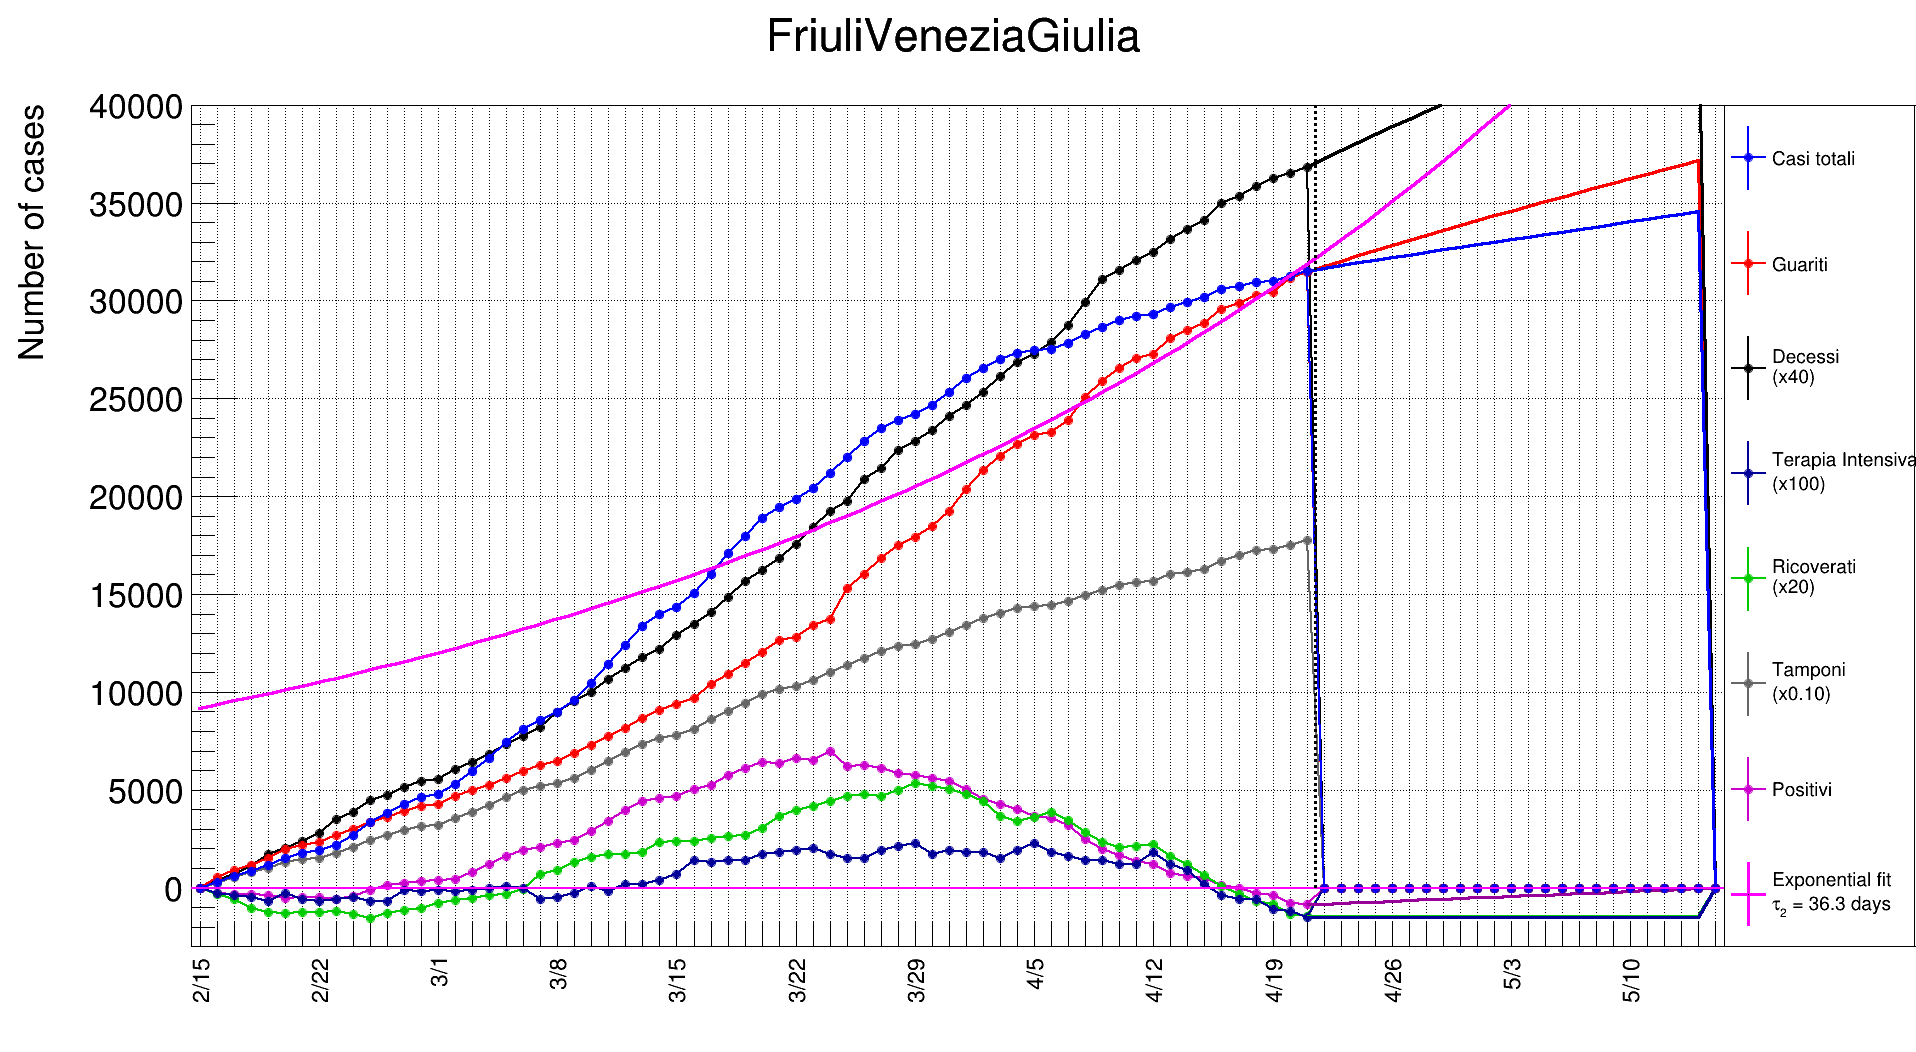 FriuliVeneziaGiulia
Number of cases
40000
35000
30000
25000
20000
15000
10000
5000
0
2/15
2/22
3/1
3/8
3/15
3/22
3/29
4/5
4/12
4/19
4/26
5/3
5/10
Casi totali
Guariti
Decessi
(x40)
Terapia Intensiva
(x100)
Ricoverati
(x20)
Tamponi
(x0.10)
Positivi
Exponential fit
τ2 = 36.3 days